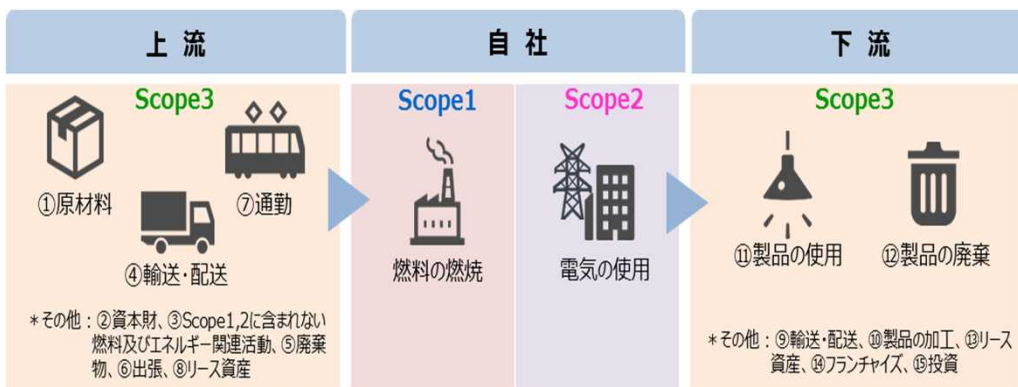 上流
自社
下流
Scope3
①原材料
⑦通勤
④輸送・配送
＊その他：②資本財、③Scope1,2に含まれない
燃料及びエネルギー関連活動、⑤廃棄
物、⑥出張、⑧リース資産
Scope1
燃料の燃焼
Scope2
電気の使用
Scope3
⑪製品の使用
⑫製品の廃棄
＊その他：⑨輸送・配送、⑩製品の加工、⑬リース
資産、⑭フランチャイズ、⑮投資